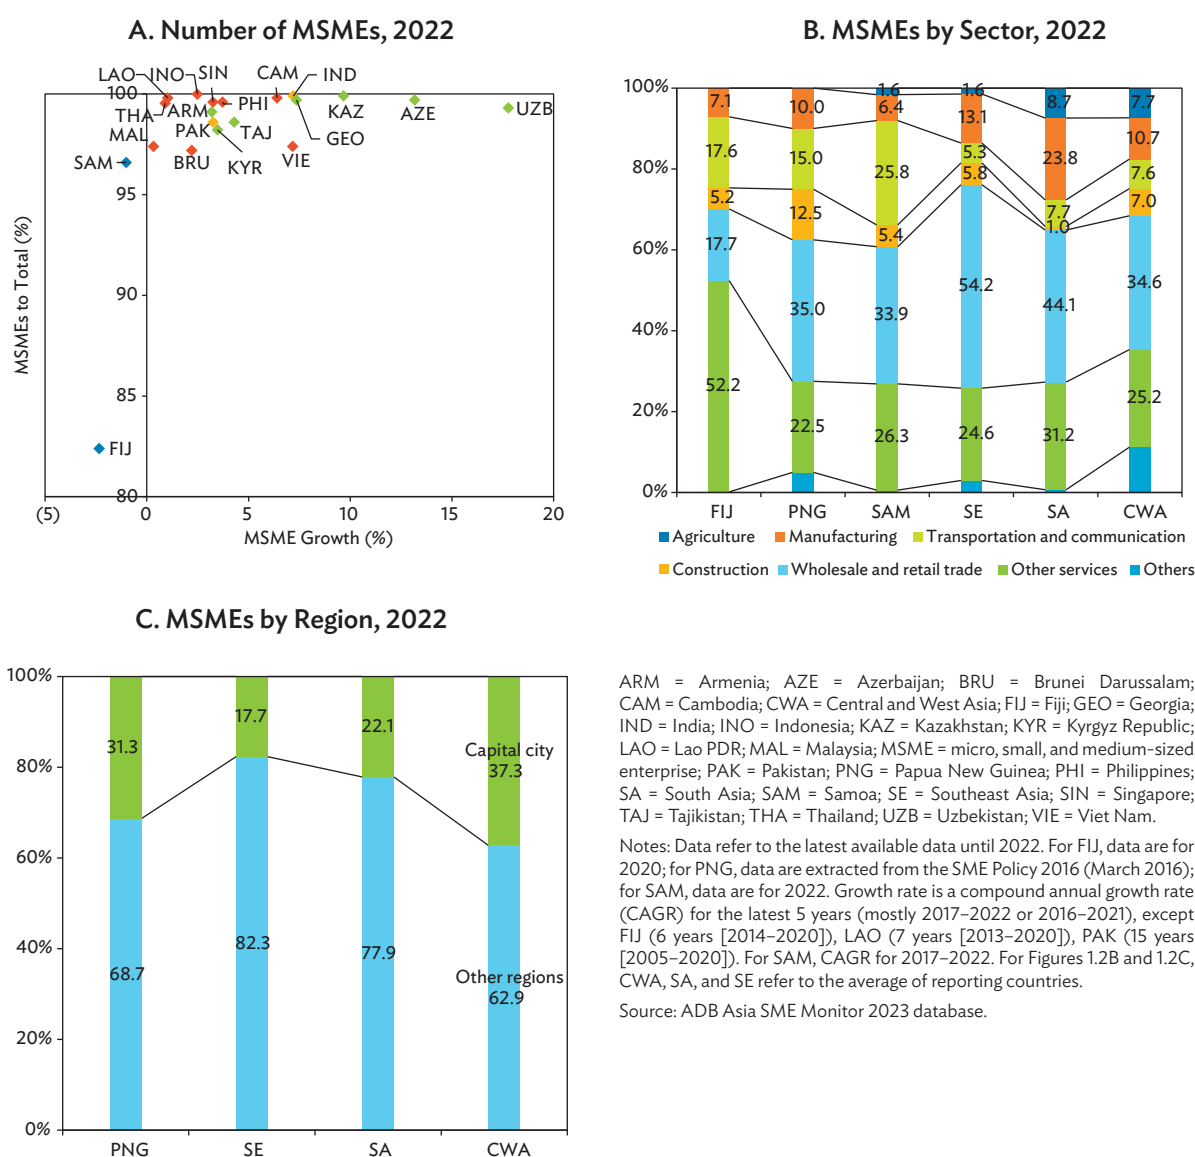 A. Number of MSMEs, 2022
LAO INO SIN CAM IND
100
THA ARM PHI KAZ AZE UZB
MAL PAK TAJ GEO
SAM BRU KYR VIE
95
90
85
FIJ
80
(5) 0 5 10 15 20
MSMEs to Total (%)
MSME Growth (%)
B. MSMEs by Sector, 2022
100%
80%
60%
40%
20%
0%
7.1
17.6
5.2
17.7
52.2
10.0
15.0
12.5
35.0
22.5
1.6
6.4
25.8
5.4
33.9
26.3
1.6
13.1
5.3
5.8
54.2
24.6
8.7
23.8
7.7
1.0
44.1
31.2
7.7
10.7
7.6
7.0
34.6
25.2
FIJ PNG SAM SE SA CWA
Agriculture Manufacturing Transportation and communication
Construction Wholesale and retail trade Other services Others
C. MSMEs by Region, 2022
100%
80%
60%
40%
20%
0%
31.3
68.7
17.7
82.3
22.1
77.9
Capital city
37.3
Other regions
62.9
PNG SE SA CWA
ARM = Armenia; AZE = Azerbaijan; BRU = Brunei Darussalam;
CAM = Cambodia; CWA = Central and West Asia; FIJ = Fiji; GEO = Georgia;
IND = India; INO = Indonesia; KAZ = Kazakhstan; KYR = Kyrgyz Republic;
LAO = Lao PDR; MAL = Malaysia; MSME = micro, small, and medium-sized
enterprise; PAK = Pakistan; PNG = Papua New Guinea; PHI = Philippines;
SA = South Asia; SAM = Samoa; SE = Southeast Asia; SIN = Singapore;
TAJ = Tajikistan; THA = Thailand; UZB = Uzbekistan; VIE = Viet Nam.
Notes: Data refer to the latest available data until 2022. For FIJ, data are for
2020; for PNG, data are extracted from the SME Policy 2016 (March 2016);
for SAM, data are for 2022. Growth rate is a compound annual growth rate
(CAGR) for the latest 5 years (mostly 2017–2022 or 2016–2021), except
FIJ (6 years [2014–2020]), LAO (7 years [2013–2020]), PAK (15 years
[2005–2020]). For SAM, CAGR for 2017–2022. For Figures 1.2B and 1.2C,
CWA, SA, and SE refer to the average of reporting countries.
Source: ADB Asia SME Monitor 2023 database.